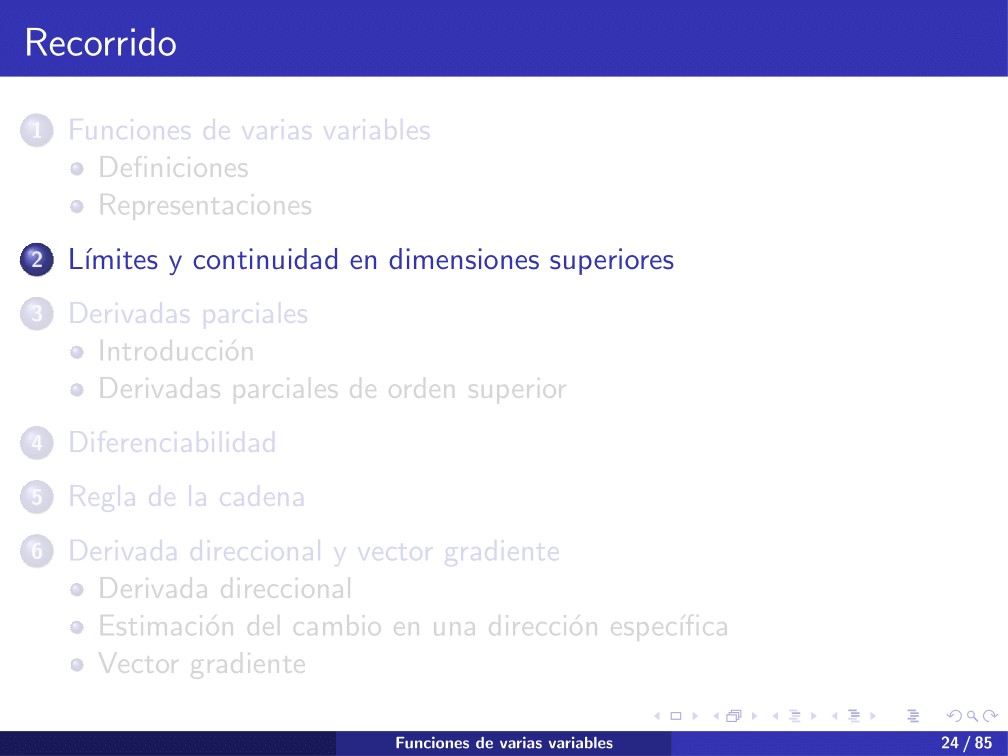 Recorrido
1 Funciones de varias variables
Definiciones
Representaciones
2 Límites y continuidad en dimensiones superiores
3 Derivadas parciales
Introducción
Derivadas parciales de orden superior
4 Diferenciabilidad
5 Regla de la cadena
6 Derivada direccional y vector gradiente
Derivada direccional
Estimación del cambio en una dirección específica
Vector gradiente
Funciones de varias variables 24 / 85